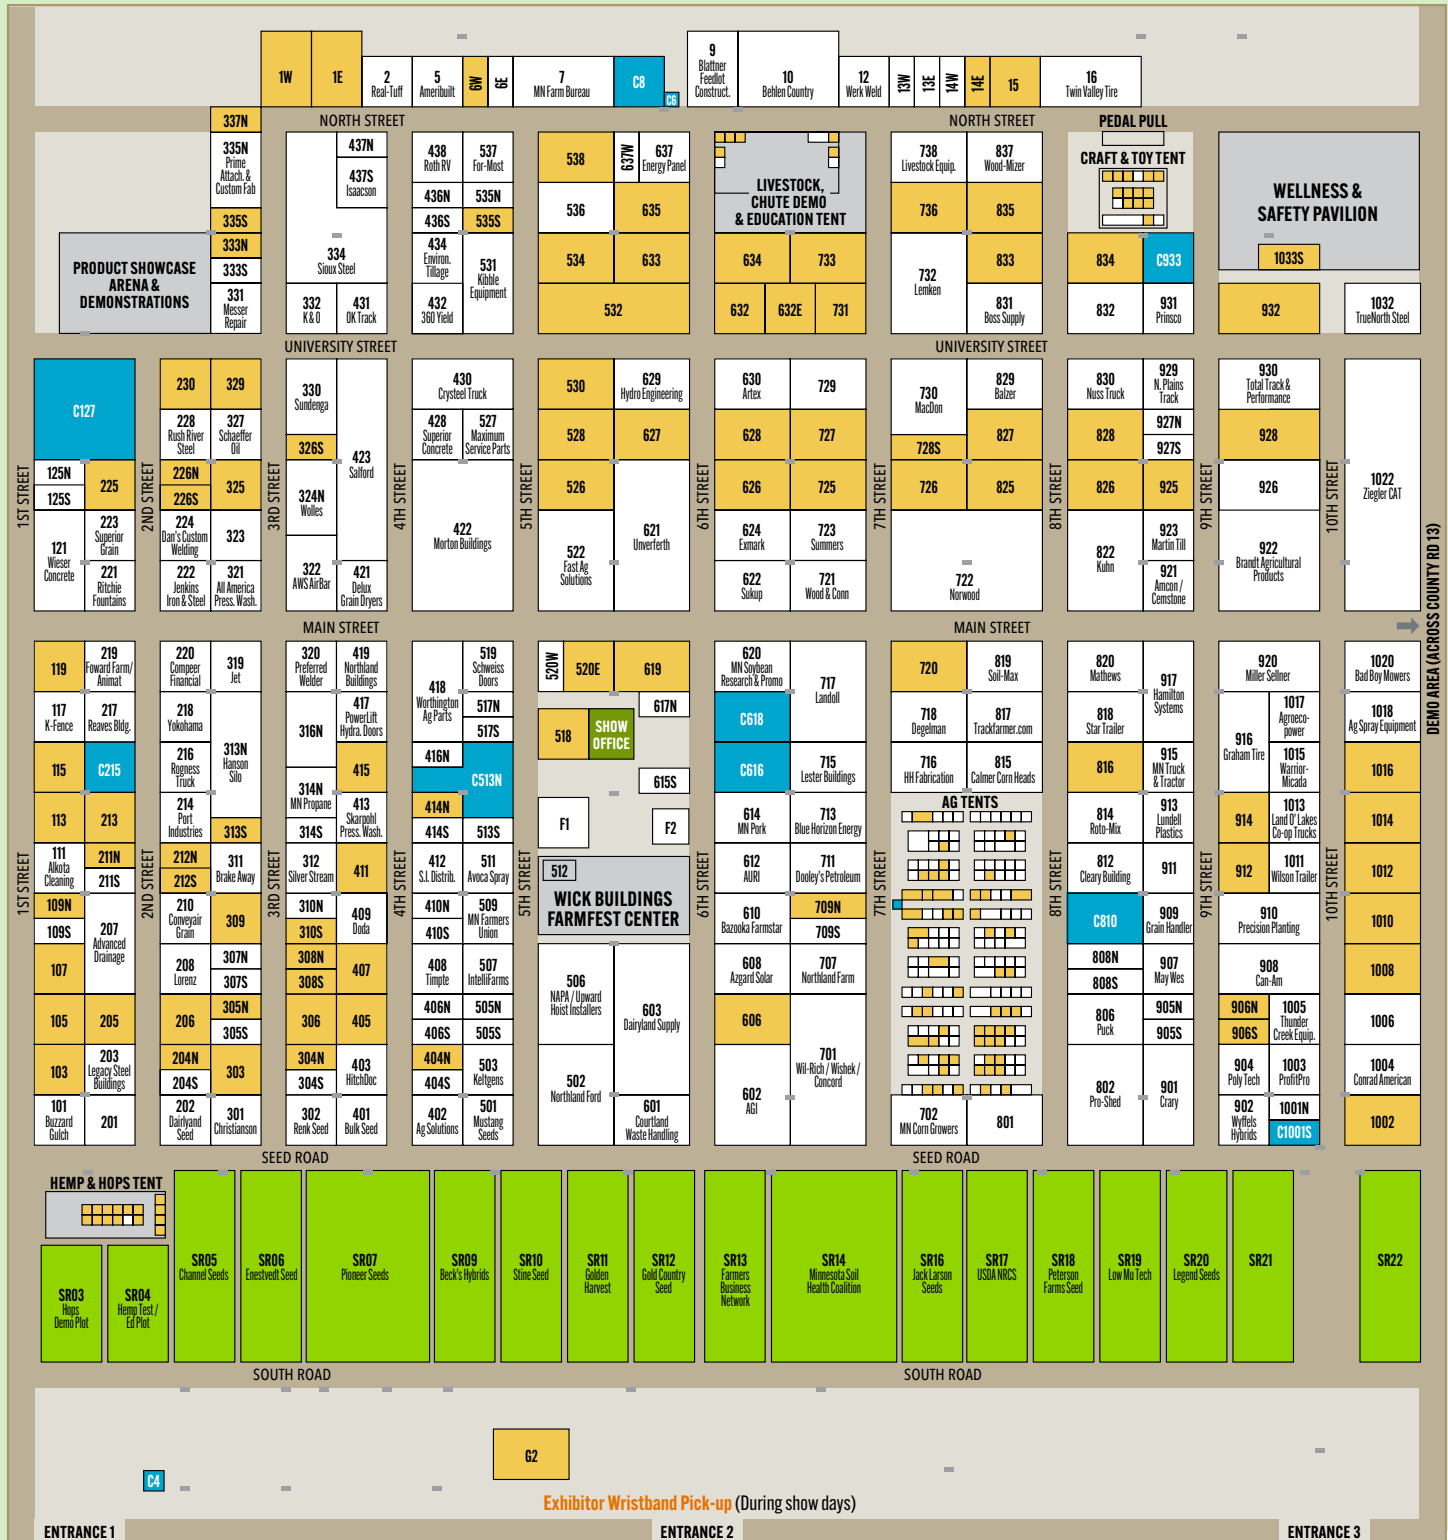 1W
1E
2
Real-Tuff
5
Ameribuilt
6W
6E
7
MN Farm Bureau
C8
C6
9
Blattner
Feedlot
Construct.
10
Behlen Country
12
Werk Weld
13W
13E
14W
14E
15
16
Twin Valley Tire
NORTH STREET
NORTH STREET
337N
335N
Prime
Attach. &
Custom Fab
335S
333N
333S
331
Messer
Repair
PRODUCT SHOWCASE
ARENA &
DEMONSTRATIONS
437N
437S
Isaacson
334
Sioux Steel
332
K & O
431
OK Track
438
Roth RV
537
For-Most
436N
535N
436S
535S
434
Environ.
Tillage
531
Kibble
Equipment
432
360 Yield
538
637W
637
Energy Panel
536
635
534
633
532
LIVESTOCK,
CHUTE DEMO
& EDUCATION TENT
634
733
632
632E
731
738
Livestock Equip.
837
Wood-Mizer
736
835
732
Lemken
833
831
Boss Supply
PEDAL PULL
CRAFT & TOY TENT
834
C933
832
931
Prinsco
WELLNESS &
SAFETY PAVILION
1033S
932
1032
TrueNorth Steel
UNIVERSITY STREET
UNIVERSITY STREET
C127
125N
125S
225
121
Wieser
Concrete
223
Superior
Grain
221
Ritchie
Fountains
230
329
228
Rush River
Steel
327
Schaeffer
Oil
226N
226S
325
224
Dan's Custom
Welding
323
222
Jenkins
Iron & Steel
321
All America
Press. Wash.
330
Sundenga
326S
423
Salford
324N
Wolles
322
AWS AirBar
421
Delux
Grain Dryers
430
Crysteel Truck
428
Superior
Concrete
527
Maximum
Service Parts
422
Morton Buildings
530
629
Hydro Engineering
528
627
526
621
Unverferth
522
Fast Ag
Solutions
630
Artex
729
628
727
626
725
624
Exmark
723
Summers
622
Sukup
721
Wood & Conn
730
MacDon
829
Balzer
728S
827
726
825
722
Norwood
830
Nuss Truck
929
N. Plains
Track
828
927N
927S
826
925
822
Kuhn
923
Martin Till
921
Amcon /
Cemstone
930
Total Track &
Performance
928
926
922
Brandt Agricultural
Products
1022
Ziegler CAT
1ST STREET
2ND STREET
3RD STREET
4TH STREET
5TH STREET
6TH STREET
7TH STREET
8TH STREET
9TH STREET
10TH STREET
DEMO AREA (ACROSS COUNTY RD 13)
MAIN STREET
MAIN STREET
119
219
Foward Farm/
Animat
117
K-Fence
217
Reaves Bldg.
115
C215
113
213
111
Alkota
Cleaning
211N
211S
109N
109S
207
Advanced
Drainage
107
105
205
103
203
Legacy Steel
Buildings
101
Buzzard
Gulch
201
220
Compeer
Financial
319
Jet
218
Yokohama
216
Rogness
Truck
313N
Hanson
Silo
214
Port
Industries
313S
212N
212S
311
Brake Away
210
Conveyair
Grain
309
208
Lorenz
307N
307S
206
305N
305S
204N
204S
303
202
Dairlyand
Seed
301
Christianson
320
Preferred
Welder
419
Northland
Buildings
316N
417
PowerLift
Hydra. Doors
415
314N
MN Propane
413
Skarpohl
Press. Wash.
314S
312
Silver Stream
411
310N
310S
409
Doda
308N
308S
407
306
405
304N
304S
403
HitchDoc
302
Renk Seed
401
Bulk Seed
418
Worthington
Ag Parts
519
Schweiss
Doors
517N
517S
416N
C513N
414N
414S
513S
412
S.I. Distrib.
511
Avoca Spray
410N
410S
509
MN Farmers
Union
408
Timpte
507
IntelliFarms
406N
505N
406S
505S
404N
404S
503
Keltgens
402
Ag Solutions
501
Mustang
Seeds
520W
520E
619
617N
518
SHOW
OFFICE
615S
F1
F2
512
WICK BUILDINGS
FARMFEST CENTER
506
NAPA / Upward
Hoist Installers
603
Dairyland Supply
502
Northland Ford
601
Courtland
Waste Handling
620
MN Soybean
Research & Promo
717
Landoll
C618
C616
715
Lester Buildings
614
MN Pork
713
Blue Horizon Energy
612
AURI
711
Dooley's Petroleum
610
Bazooka Farmstar
709N
709S
608
Azgard Solar
707
Northland Farm
606
701
Wil-Rich / Wishek /
Concord
602
AGI
720
819
Soil-Max
718
Degelman
817
Trackfarmer.com
716
HH Fabrication
815
Calmer Corn Heads
AG TENTS
702
MN Corn Growers
801
820
Mathews
917
Hamilton
Systems
818
Star Trailer
816
915
MN Truck
& Tractor
814
Roto-Mix
913
Lundell
Plastics
812
Cleary Building
911
C810
909
Grain Handler
808N
808S
907
May Wes
806
Puck
905N
905S
802
Pro-Shed
901
Crary
920
Miller Sellner
916
Graham Tire
1017
Agroeco-
power
1015
Warrior-
Micada
914
1013
Land O' Lakes
Co-op Trucks
912
1011
Wilson Trailer
910
Precision Planting
908
Can-Am
906N
906S
1005
Thunder
Creek Equip.
904
Poly Tech
1003
ProfitPro
902
Wyffels
Hybrids
1001N
C1001S
1020
Bad Boy Mowers
1018
Ag Spray Equipment
1016
1014
1012
1010
1008
1006
1004
Conrad American
1002
1ST STREET
2ND STREET
3RD STREET
4TH STREET
5TH STREET
6TH STREET
7TH STREET
8TH STREET
9TH STREET
10TH STREET
SEED ROAD
SEED ROAD
HEMP & HOPS TENT
SR03
Hops
Demo Plot
SR04
Hemp Test /
Ed Plot
SR05
Channel Seeds
SR06
Enestvedt Seed
SR07
Pioneer Seeds
SR09
Beck's Hybrids
SR10
Stine Seed
SR11
Golden
Harvest
SR12
Gold Country
Seed
SR13
Farmers
Business
Network
SR14
Minnesota Soil
Health Coalition
SR16
Jack Larson
Seeds
SR17
USDA NRCS
SR18
Peterson
Farms Seed
SR19
Low Mu Tech
SR20
Legend Seeds
SR21
SR22
SOUTH ROAD
SOUTH ROAD
G2
C4
Exhibitor Wristband Pick-up (During show days)
ENTRANCE 1
ENTRANCE 2
ENTRANCE 3